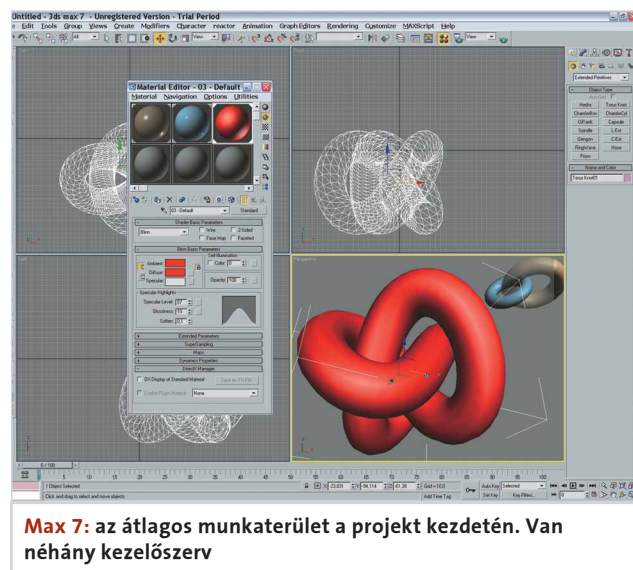 Untitled - 3ds max 7 - Unregistered Version - Trial Period
Edit Tools Group Views Create Modifiers Character reactor Animation Graph Editors Rendering Customize MAXScript Help
Material Editor - 03 - Default
Material Navigation Options Utilities
03 - Default
Standard
Shader Basic Parameters
Blinn
Wire
2-Sided
Face Map
Faceted
Blinn Basic Parameters
Self-Illumination
Ambient:
Color
Diffuse:
Specular:
Opacity: 100
Specular Highlights
Specular Level: 57
Glossiness: 10
Soften: 0,1
Extended Parameters
SuperSampling
Maps
Dynamics Properties
DirectX Manager
DX Display of Standard Material
Save as .FX File
Enable Plugin Material
None
Perspective
Extended Primitives
Object Type
AutoGrid
Hedra
Torus Knot
ChamferBox
ChamferCyl
OilTank
Capsule
Spindle
L-Ext
Gengon
C-Ext
RingWave
Hose
Prism
Name and Color
Torus Knot01
0 / 100
1 Object Selected
Click and drag to select and move objects
Grid = 10,0
Add Time Tag
Auto Key
Selected
Set Key
Key Filters...
Max 7: az átlagos munkaterület a projekt kezdetén. Van
néhány kezelőszerv